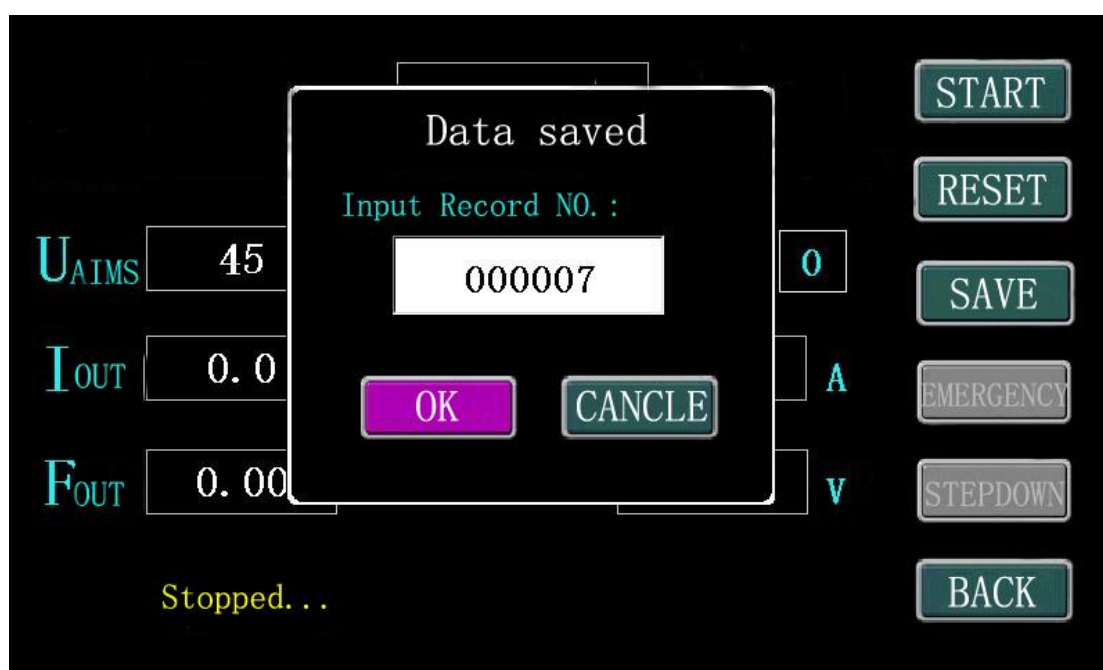 START
Data saved
RESET
Input Record NO.:
UAIMS 45 0
000007
SAVE
IOUT 0.0 A
OK CANCLE
EMERGENCY
FOUT 0.00 V
STEPDOWN
Stopped...
BACK